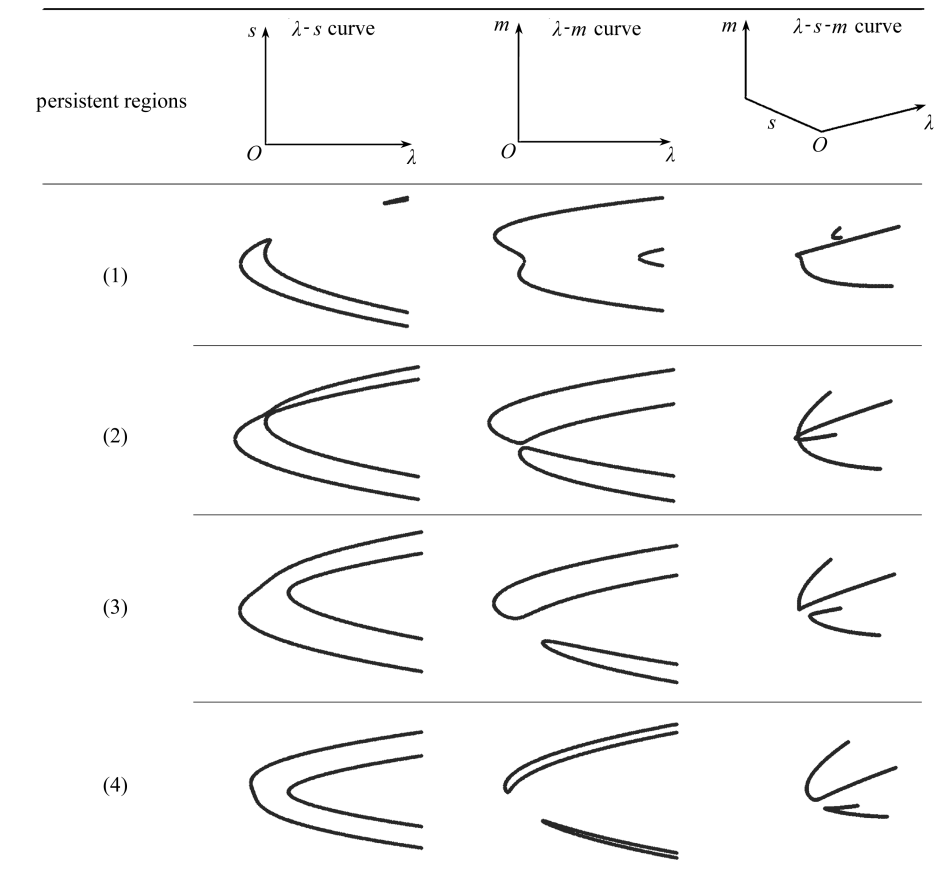 s λ-s curve m λ-m curve m λ-s-m curve
persistent regions
s λ
O λ O λ O
(1)
(2)
(3)
(4)